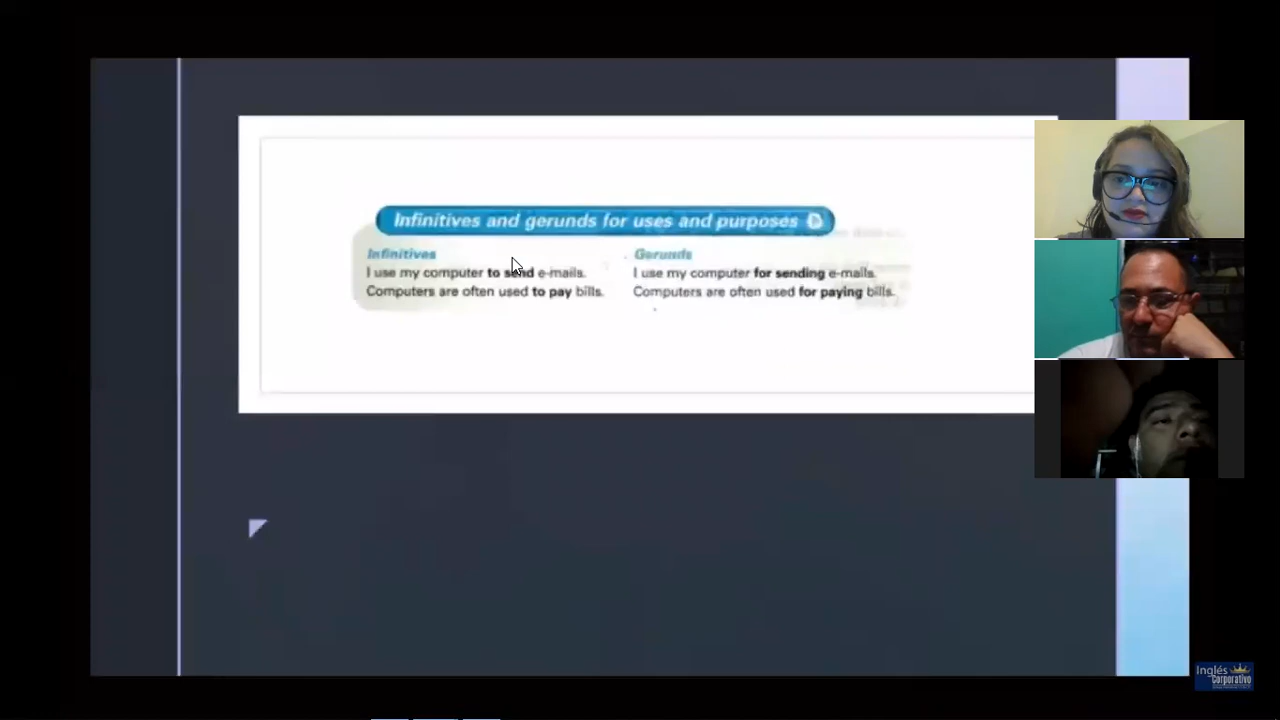 Infinitives and gerunds for uses and purposes
Infinitives
I use my computer to send e-mails.
Computers are often used to pay bills.
Gerunds
I use my computer for sending e-mails.
Computers are often used for paying bills.
Inglés
Corporativo